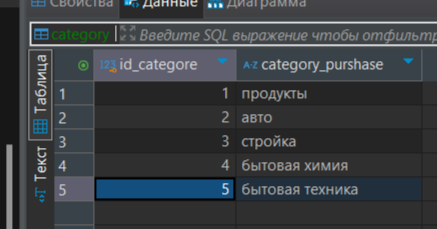 Свойства Данные Диаграмма
category Введите SQL выражение чтобы отфильтр
Таблица
Текст
123 id_categore A-Z category_purshase
1 1 продукты
2 2 авто
3 3 стройка
4 4 бытовая химия
5 5 бытовая техника